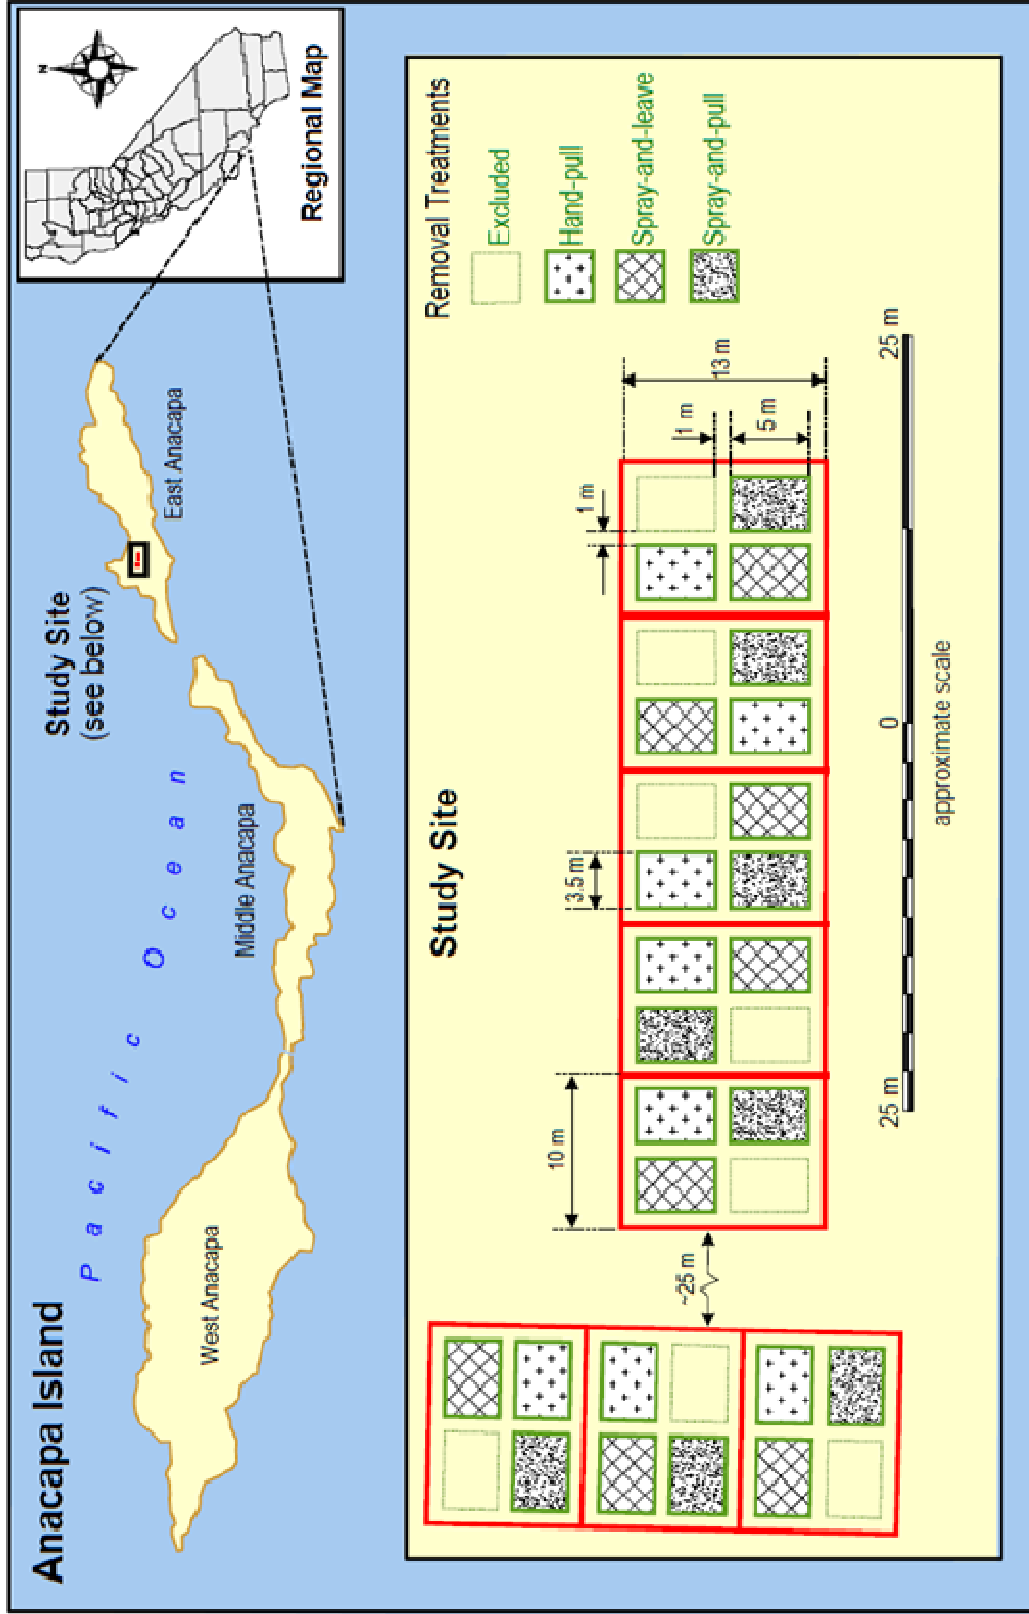 Anacapa Island
N
Regional Map
Pacific Ocean
Study Site
(see below)
West Anacapa
Middle Anacapa
East Anacapa
Study Site
Removal Treatments
Excluded
Hand-pull
Spray-and-leave
Spray-and-pull
~25 m
10 m
3.5 m
1 m
1 m
5 m
13 m
25 m
0
25 m
approximate scale